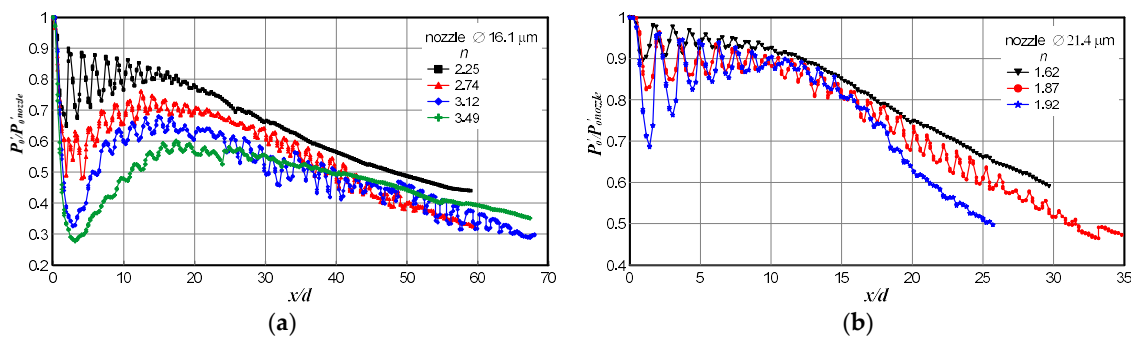 nozzle ∅ 16.1 μm
n
2.25
2.74
3.12
3.49
P₀'/P₀'nozzle
1
0.9
0.8
0.7
0.6
0.5
0.4
0.3
0.2
0 10 20 30 40 50 60 70
x/d
(a)
nozzle ∅ 21.4 μm
n
1.62
1.87
1.92
P₀'/P₀'nozzle
1
0.9
0.8
0.7
0.6
0.5
0.4
0 5 10 15 20 25 30 35
x/d
(b)